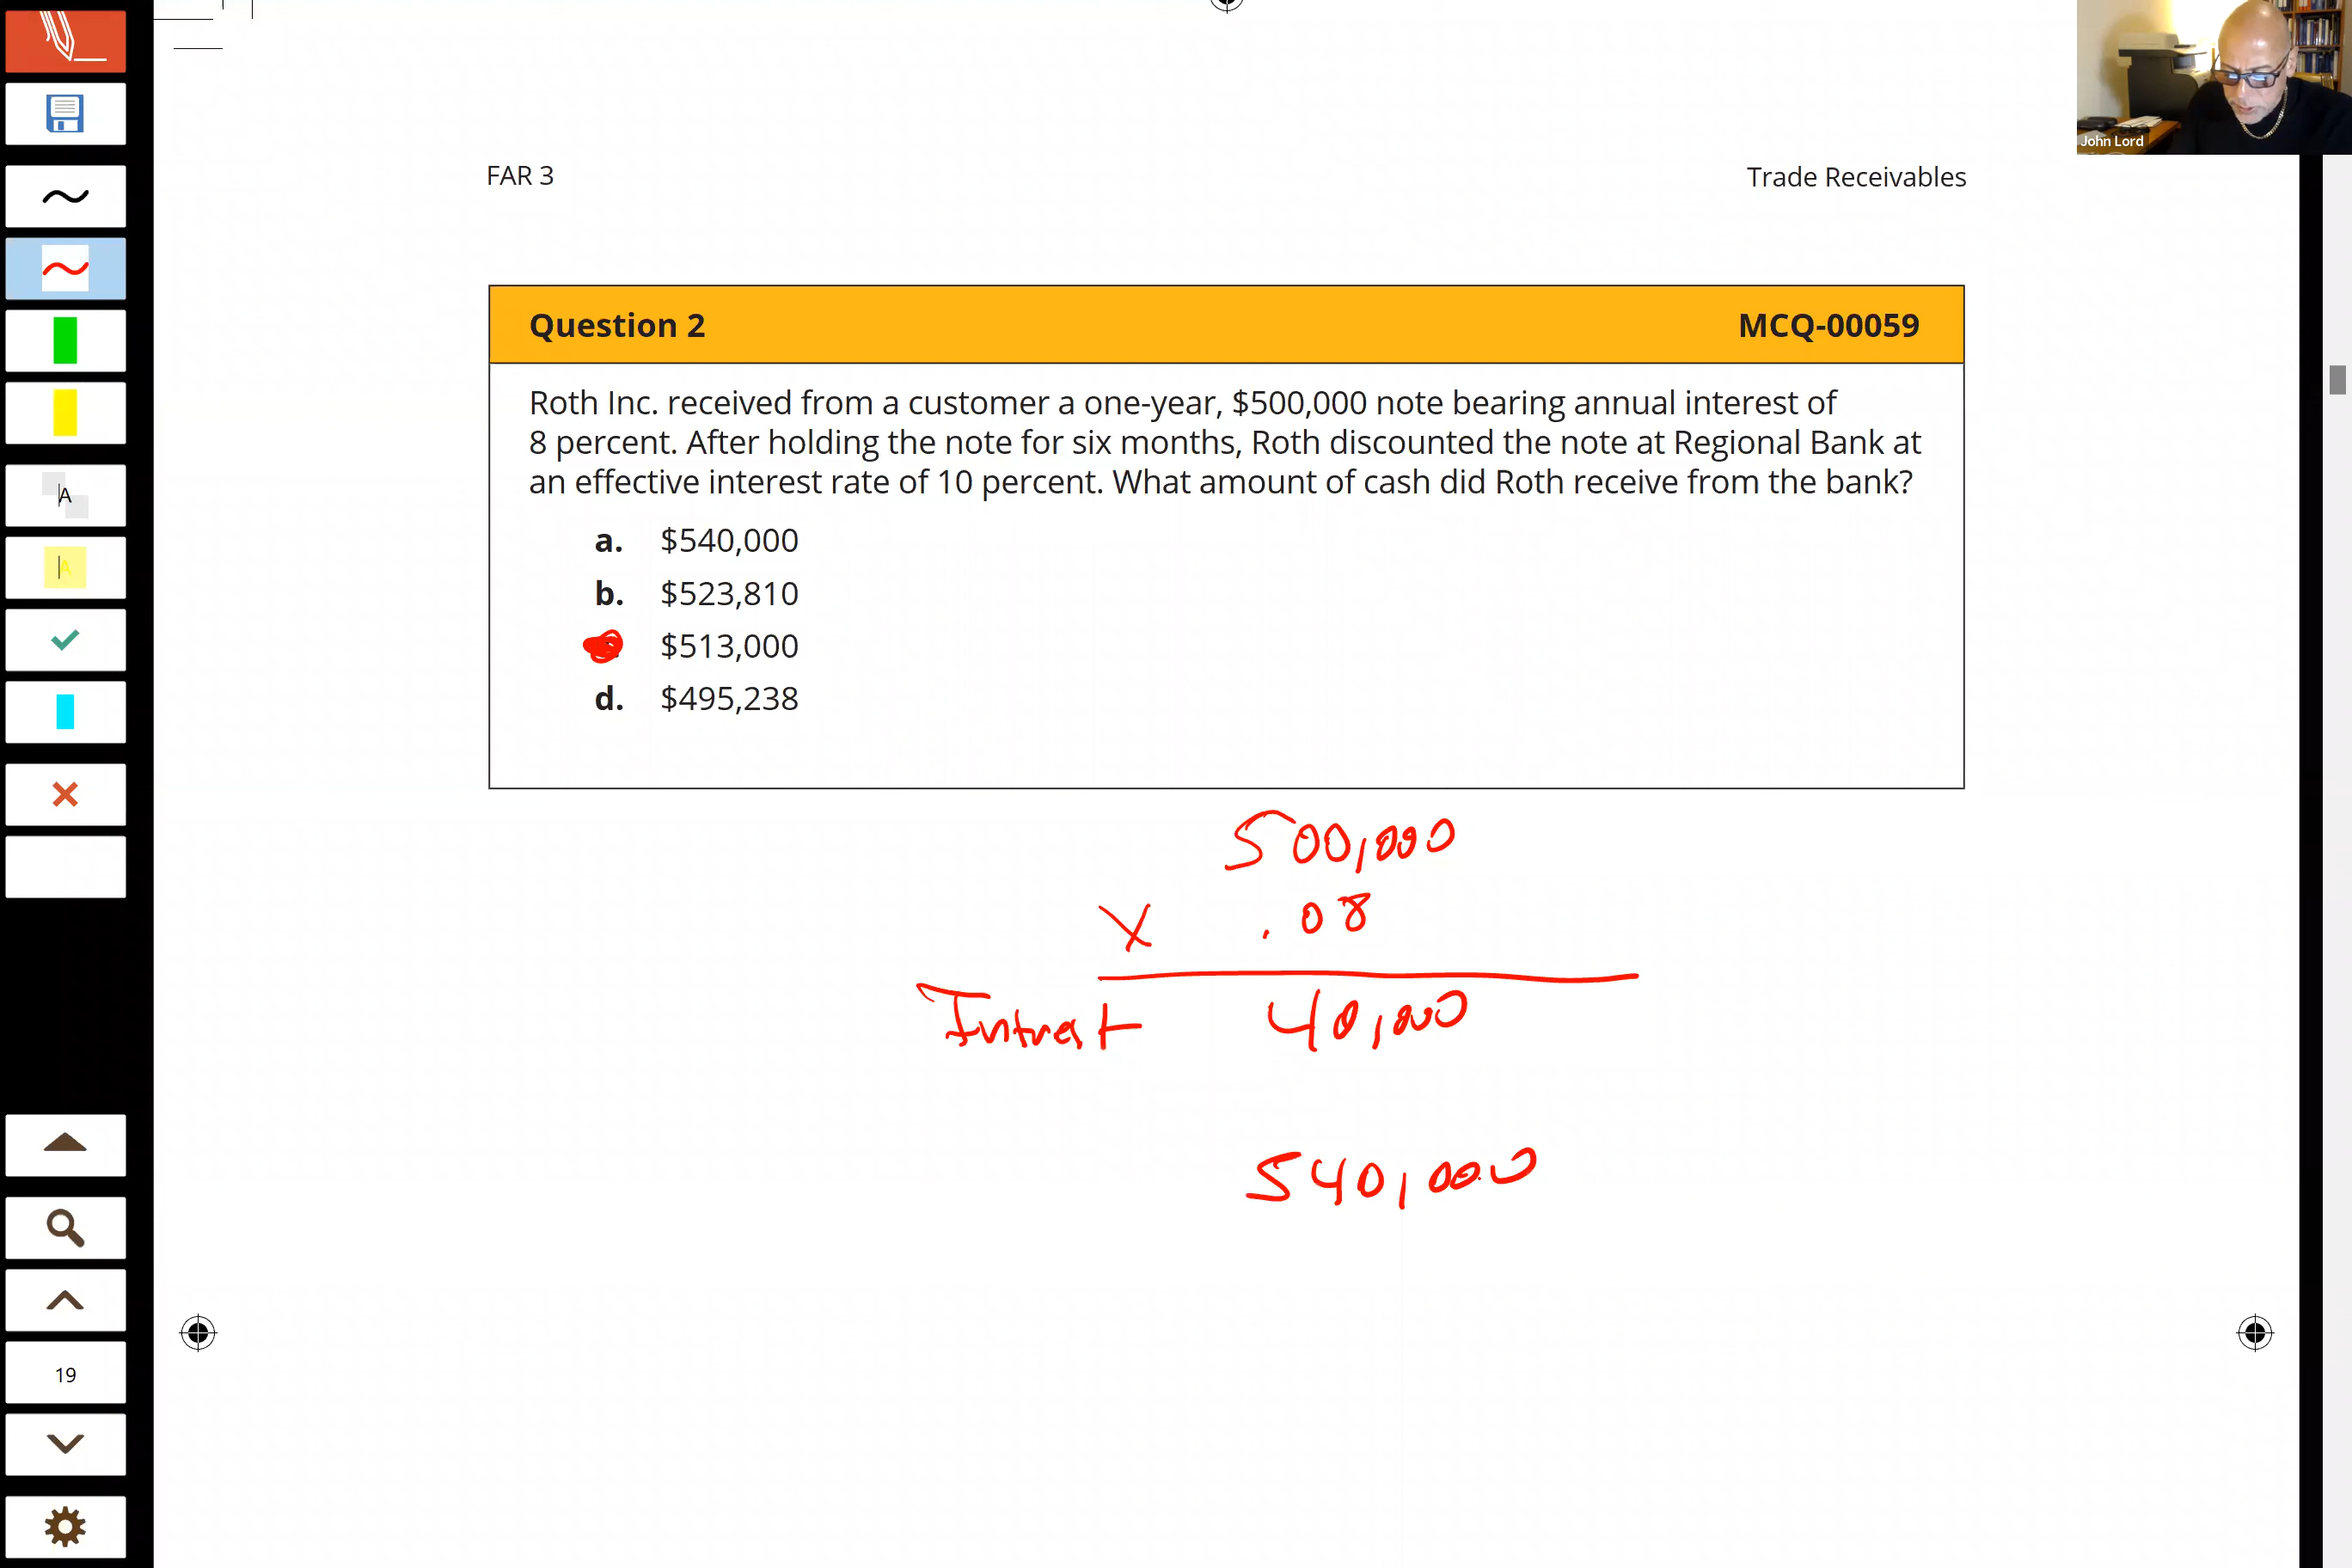 John Lord
FAR 3
Trade Receivables
Question 2
MCQ-00059
Roth Inc. received from a customer a one-year, $500,000 note bearing annual interest of
8 percent. After holding the note for six months, Roth discounted the note at Regional Bank at
an effective interest rate of 10 percent. What amount of cash did Roth receive from the bank?
a. $540,000
b. $523,810
$513,000
d. $495,238
500,000
X .08
Interest 40,000
540,000
A
A
19